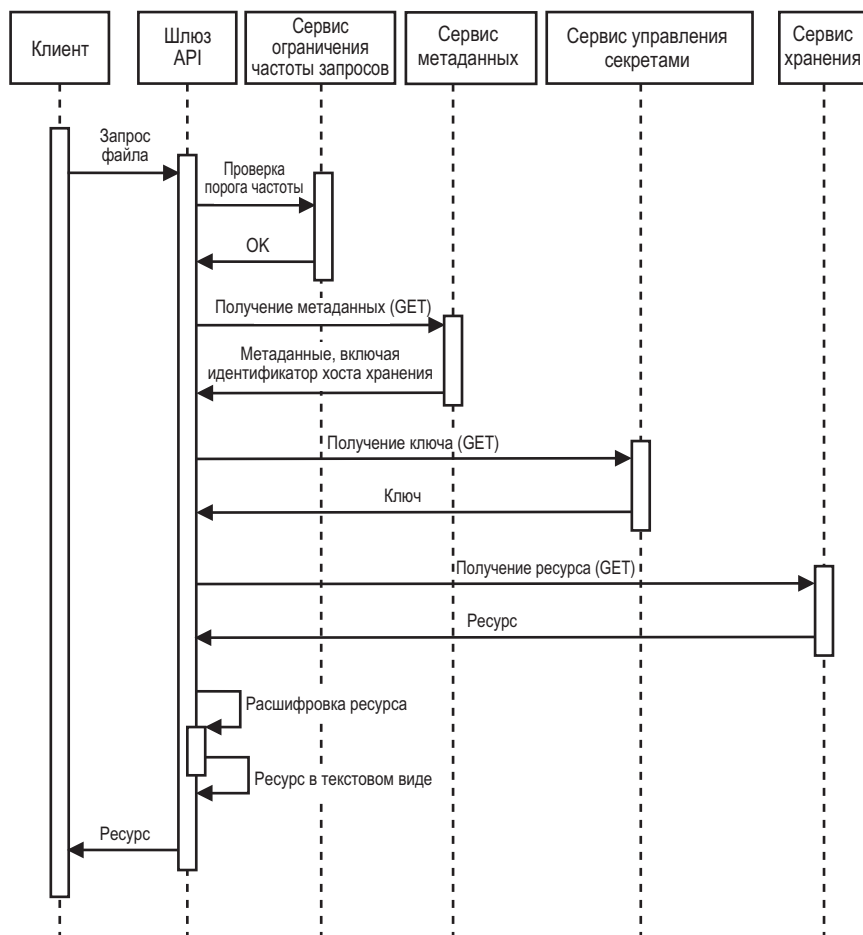 Клиент
Шлюз
API
Сервис
ограничения
частоты запросов
Сервис
метаданных
Сервис управления
секретами
Сервис
хранения
Запрос
файла
Проверка
порога частоты
OK
Получение метаданных (GET)
Метаданные, включая
идентификатор хоста хранения
Получение ключа (GET)
Ключ
Получение ресурса (GET)
Ресурс
Расшифровка ресурса
Ресурс в текстовом виде
Ресурс